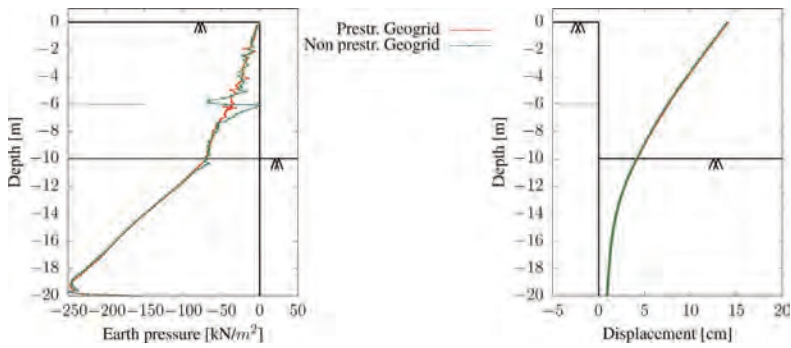 Prestr. Geogrid
Non prestr. Geogrid
0
−2
−4
−6
−8
−10
−12
−14
−16
−18
−20
Depth [m]
−250 −200 −150 −100 −50 0 50
Earth pressure [kN/m²]
0
−2
−4
−6
−8
−10
−12
−14
−16
−18
−20
Depth [m]
−5 0 5 10 15 20
Displacement [cm]